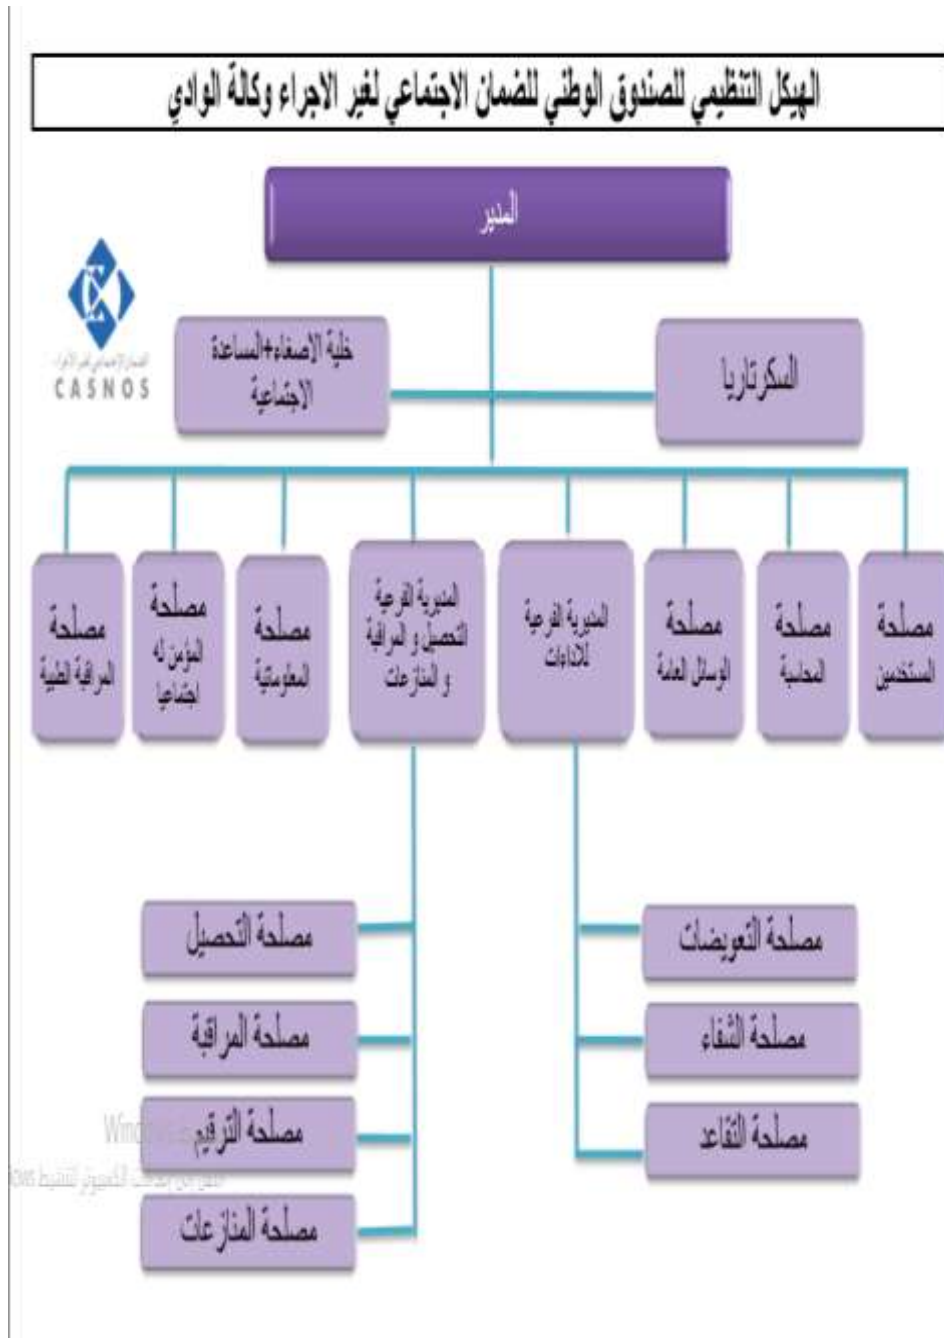 الهيكل التنظيمي للصندوق الوطني للضمان الاجتماعي لغير الاجراء وكالة الوادي
المدير
السكرتاريا
خلية الاصغاء+المساعدة
الاجتماعية
CASNOS
مصلحة
المستخدمين
مصلحة
المحاسبة
مصلحة
الوسائل العامة
المديرية الفرعية
للاداءات
المديرية الفرعية
التحصيل و المراقبة
و المنازعات
مصلحة
المعلوماتية
مصلحة
المؤمن له
اجتماعيا
مصلحة
المراقبة الطبية
مصلحة التعويضات
مصلحة الشفاء
مصلحة التقاعد
مصلحة التحصيل
مصلحة المراقبة
مصلحة الترقيم
مصلحة المنازعات